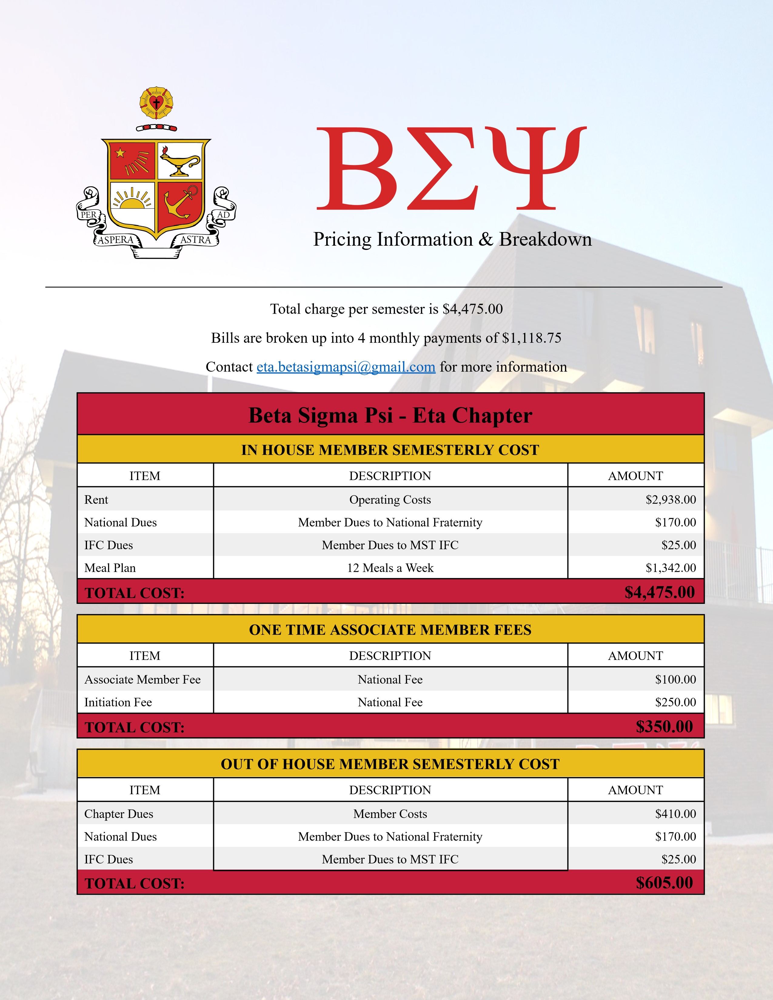 PER
AD
ASPERA
ASTRA
ΒΣΨ
Pricing Information & Breakdown
Total charge per semester is $4,475.00
Bills are broken up into 4 monthly payments of $1,118.75
Contact eta.betasigmapsi@gmail.com for more information
Beta Sigma Psi - Eta Chapter
IN HOUSE MEMBER SEMESTERLY COST
ITEM DESCRIPTION AMOUNT
Rent Operating Costs $2,938.00
National Dues Member Dues to National Fraternity $170.00
IFC Dues Member Dues to MST IFC $25.00
Meal Plan 12 Meals a Week $1,342.00
TOTAL COST: $4,475.00
ONE TIME ASSOCIATE MEMBER FEES
ITEM DESCRIPTION AMOUNT
Associate Member Fee National Fee $100.00
Initiation Fee National Fee $250.00
TOTAL COST: $350.00
OUT OF HOUSE MEMBER SEMESTERLY COST
ITEM DESCRIPTION AMOUNT
Chapter Dues Member Costs $410.00
National Dues Member Dues to National Fraternity $170.00
IFC Dues Member Dues to MST IFC $25.00
TOTAL COST: $605.00